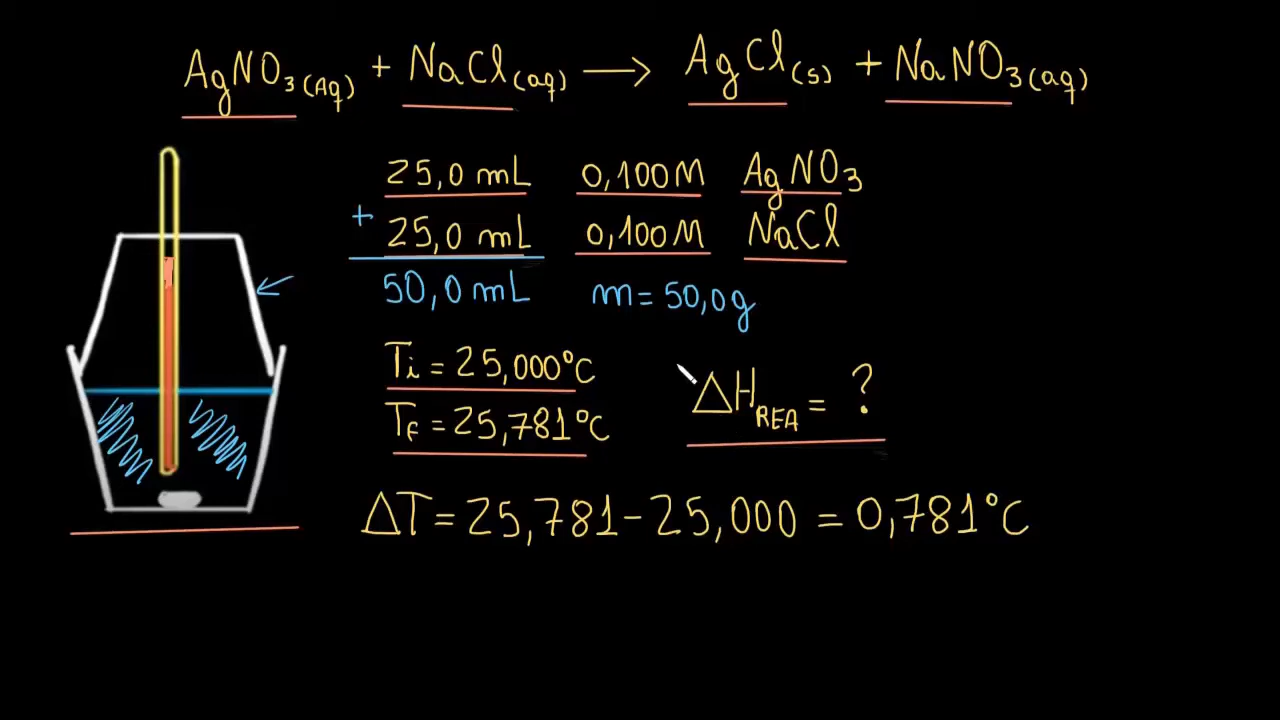 AgNO3(Aq) + NaCl(aq) → AgCl(s) + NaNO3(aq)
25,0 mL 0,100M AgNO3
+ 25,0 mL 0,100M NaCl
50,0 mL m = 50,0g
Ti = 25,000°C
TF = 25,781°C
ΔHREA = ?
ΔT = 25,781 - 25,000 = 0,781°C